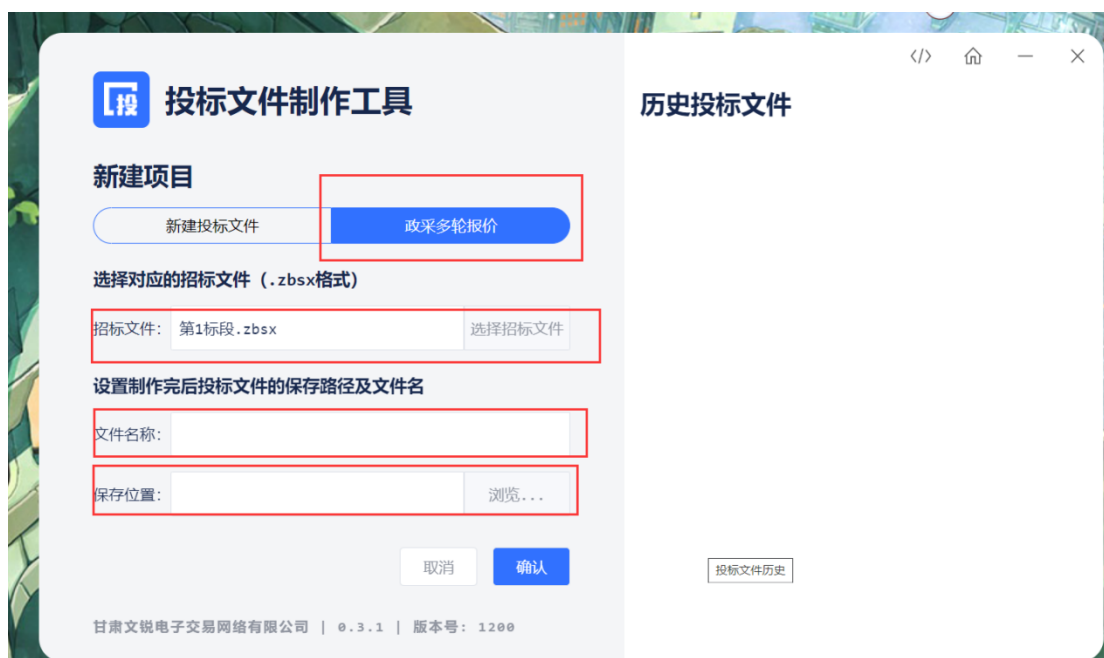 投
投标文件制作工具
新建项目
新建投标文件
政采多轮报价
选择对应的招标文件 (.zbsx格式)
招标文件: 第1标段.zbsx 选择招标文件
设置制作完后投标文件的保存路径及文件名
文件名称:
保存位置: 浏览...
取消 确认
甘肃文锐电子交易网络有限公司 | 0.3.1 | 版本号: 1200
</>
历史投标文件
投标文件历史